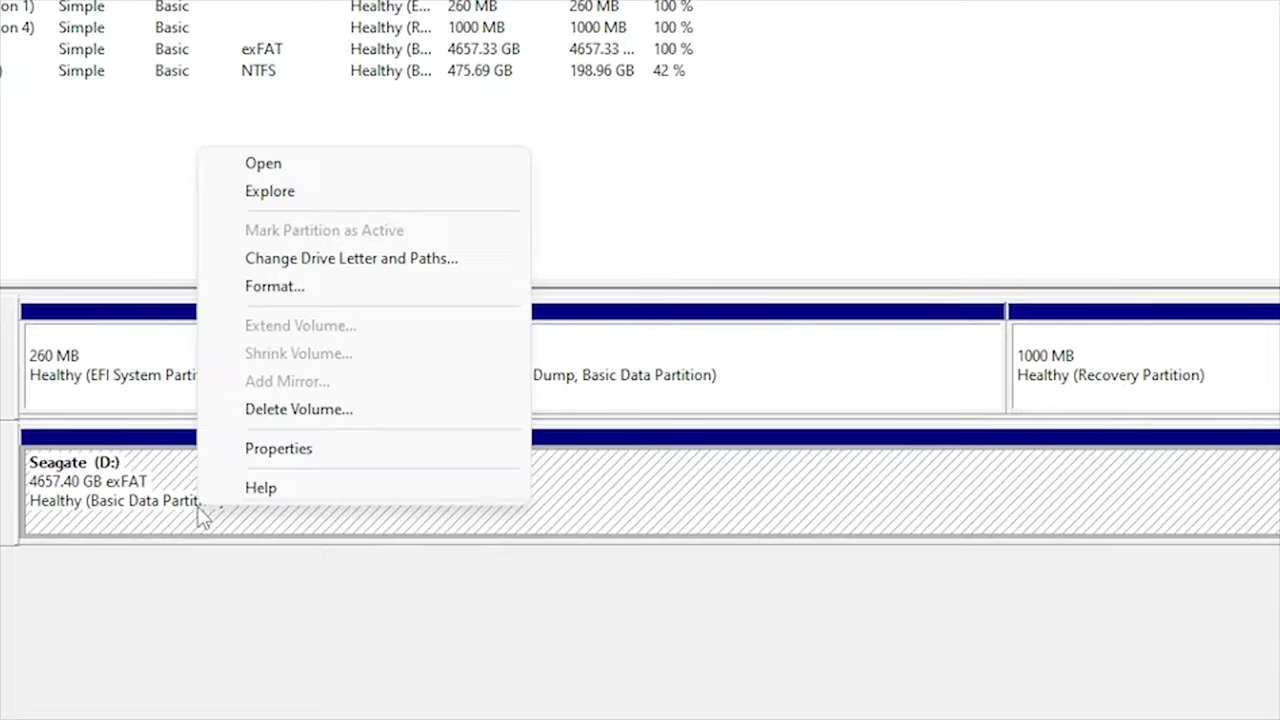 on 1) Simple Basic Healthy (E... 260 MB 260 MB 100 %
on 4) Simple Basic Healthy (R... 1000 MB 1000 MB 100 %
Simple Basic exFAT Healthy (B... 4657.33 GB 4657.33 ... 100 %
) Simple Basic NTFS Healthy (B... 475.69 GB 198.96 GB 42 %
Open
Explore
Mark Partition as Active
Change Drive Letter and Paths...
Format...
Extend Volume...
Shrink Volume...
Add Mirror...
Delete Volume...
Properties
Help
260 MB
Healthy (EFI System Parti
Dump, Basic Data Partition)
1000 MB
Healthy (Recovery Partition)
Seagate (D:)
4657.40 GB exFAT
Healthy (Basic Data Partit